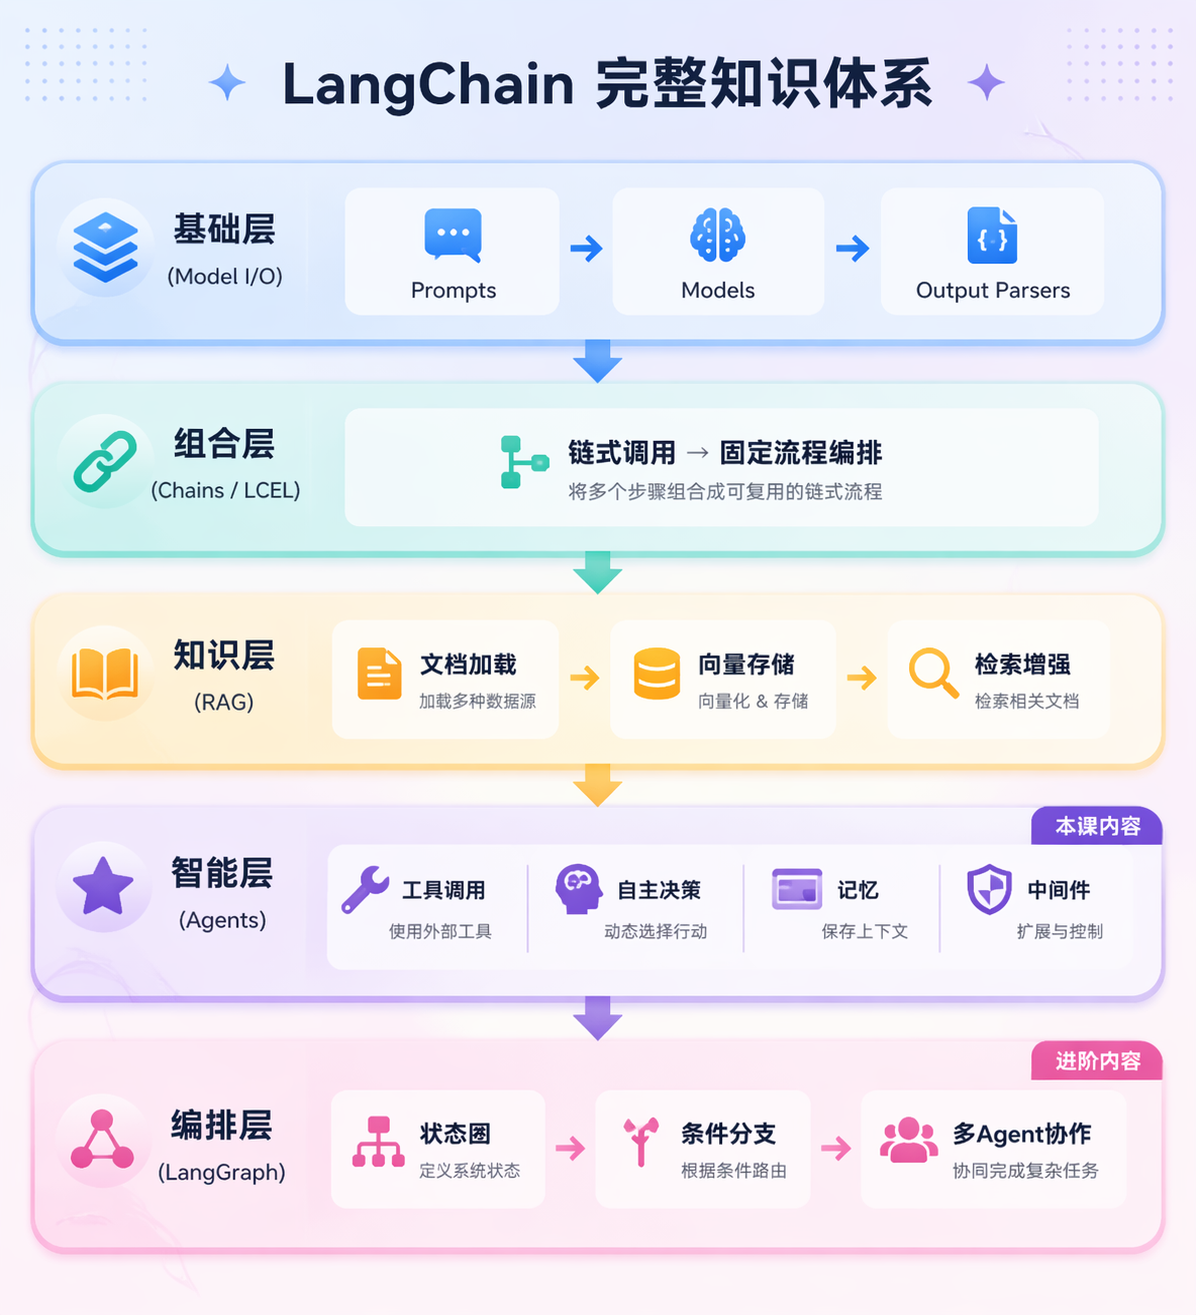 LangChain 完整知识体系
基础层
(Model I/O)
Prompts
Models
{ }
Output Parsers
组合层
(Chains / LCEL)
链式调用 → 固定流程编排
将多个步骤组合成可复用的链式流程
知识层
(RAG)
文档加载
加载多种数据源
向量存储
向量化 & 存储
检索增强
检索相关文档
本课内容
智能层
(Agents)
工具调用
使用外部工具
自主决策
动态选择行动
记忆
保存上下文
中间件
扩展与控制
进阶内容
编排层
(LangGraph)
状态图
定义系统状态
条件分支
根据条件路由
多Agent协作
协同完成复杂任务